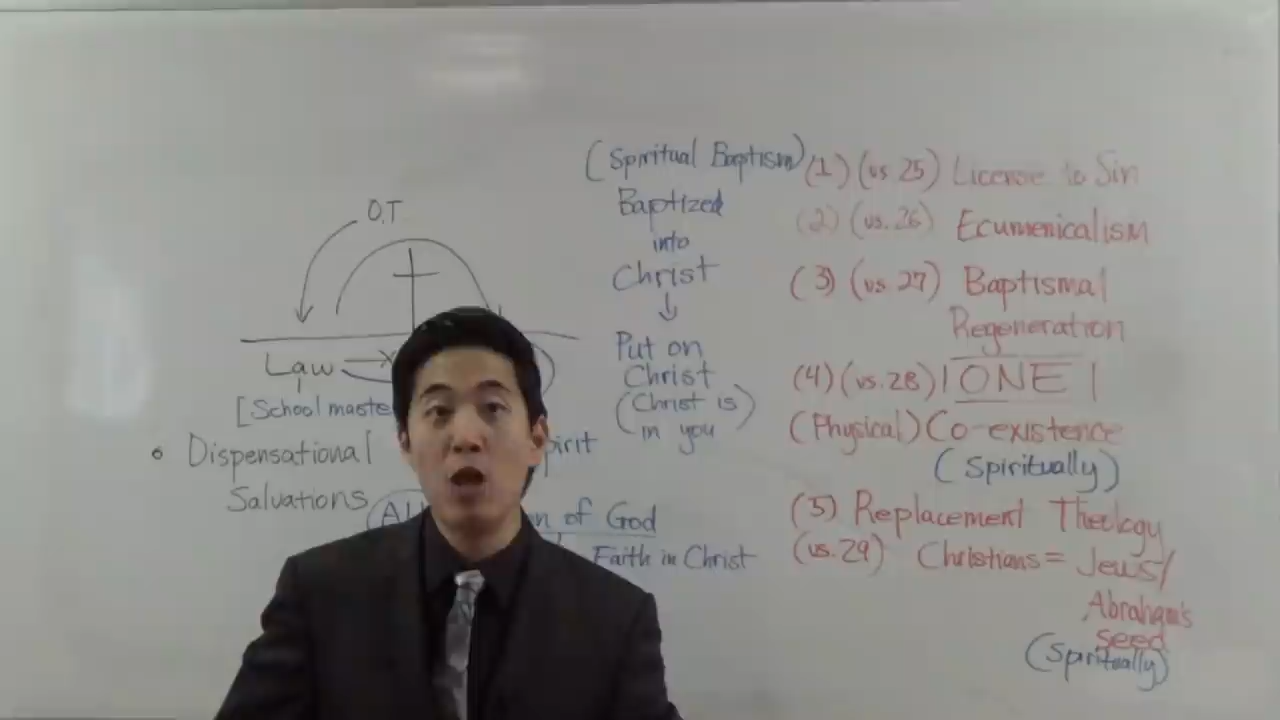 O.T
Law
[School maste
Dispensational
Salvations
pirit
All
n of God
Faith in Christ
(Spiritual Baptism)
Baptized
into
Christ
Put on
Christ
(Christ is
in you)
(1) (vs. 25) License to Sin
(2) (vs. 26) Ecumenicalism
(3) (vs. 27) Baptismal
Regeneration
(4) (vs. 28) ONE
(Physical) Co-existence
(Spiritually)
(5) Replacement Theology
(vs. 29) Christians = Jews/
Abraham's
seed
(Spiritually)